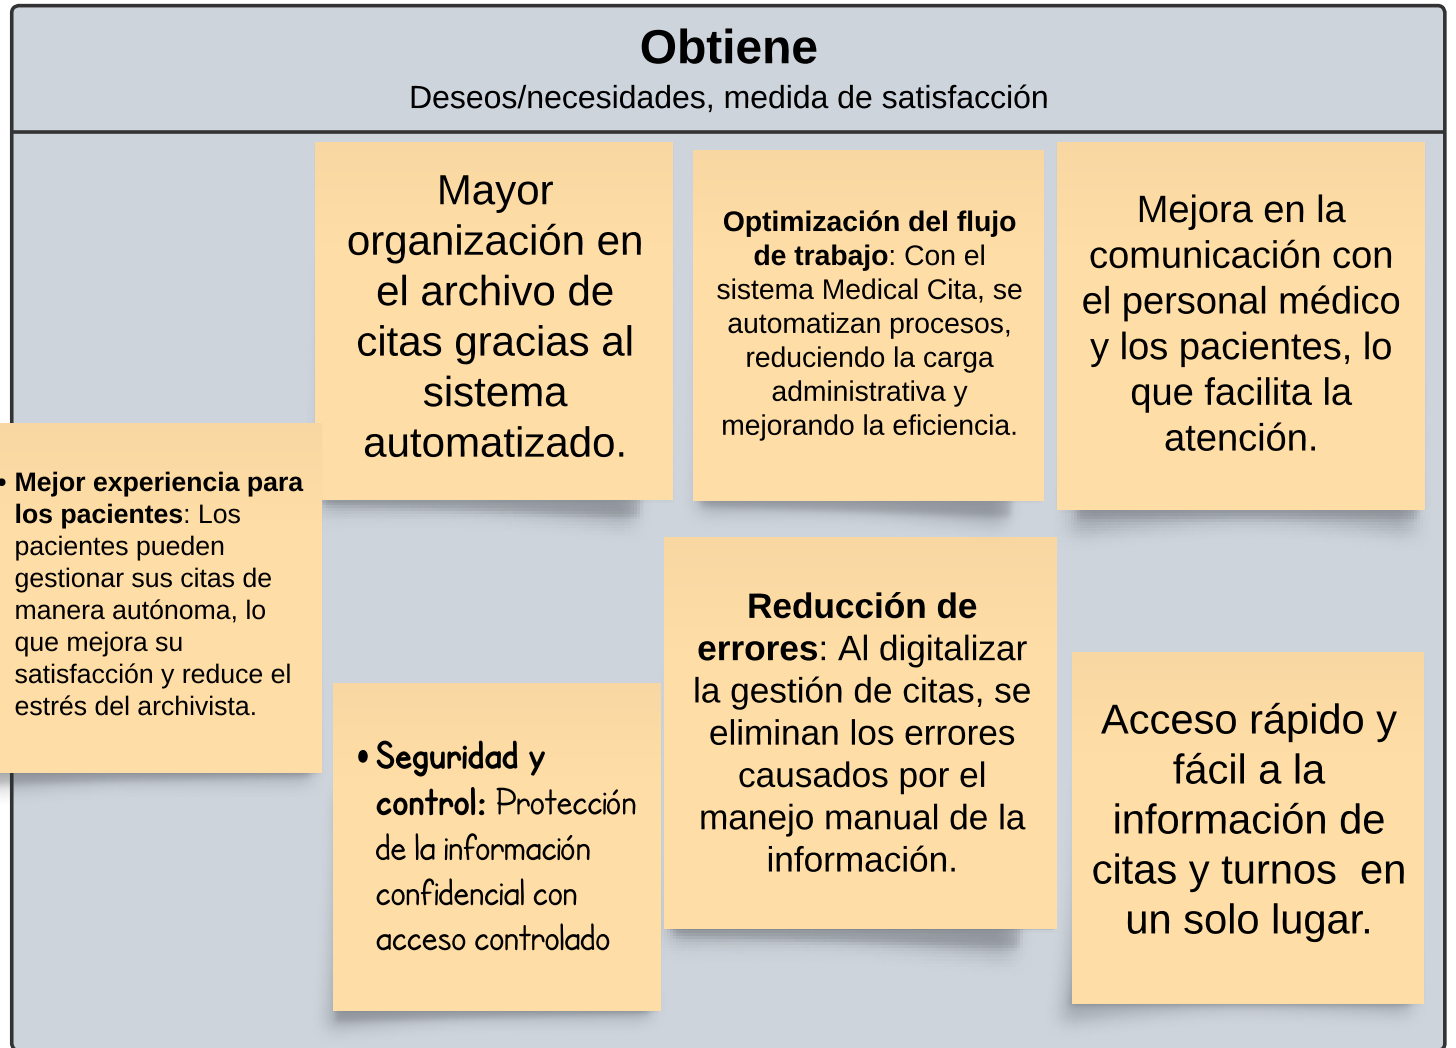 Obtiene
Deseos/necesidades, medida de satisfacción
Mayor
organización en
el archivo de
citas gracias al
sistema
automatizado.
Optimización del flujo
de trabajo: Con el
sistema Medical Cita, se
automatizan procesos,
reduciendo la carga
administrativa y
mejorando la eficiencia.
Mejora en la
comunicación con
el personal médico
y los pacientes, lo
que facilita la
atención.
• Mejor experiencia para
los pacientes: Los
pacientes pueden
gestionar sus citas de
manera autónoma, lo
que mejora su
satisfacción y reduce el
estrés del archivista.
• Seguridad y
control: Protección
de la información
confidencial con
acceso controlado
Reducción de
errores: Al digitalizar
la gestión de citas, se
eliminan los errores
causados por el
manejo manual de la
información.
Acceso rápido y
fácil a la
información de
citas y turnos  en
un solo lugar.